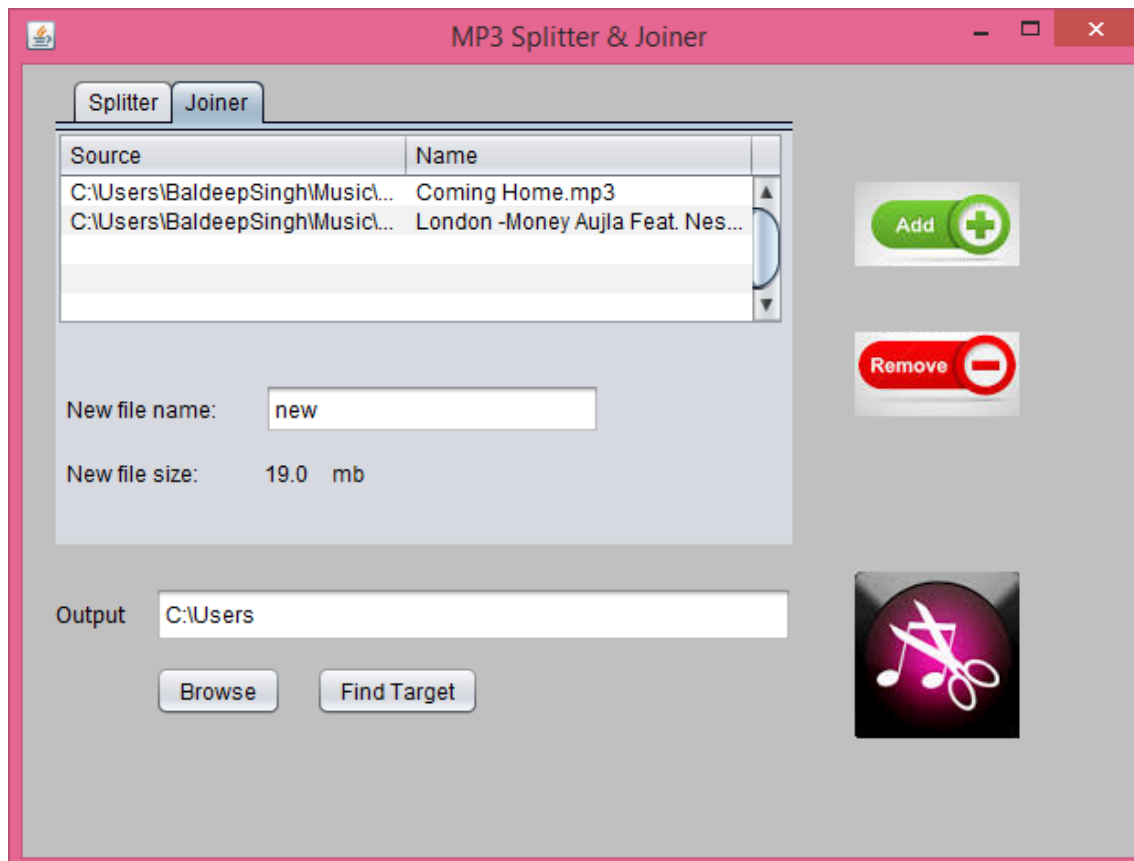 MP3 Splitter & Joiner
Splitter Joiner
Source Name
C:\Users\BaldeepSingh\Music\... Coming Home.mp3
C:\Users\BaldeepSingh\Music\... London -Money Aujla Feat. Nes...
Add
Remove
New file name: new
New file size: 19.0 mb
Output C:\Users
Browse Find Target